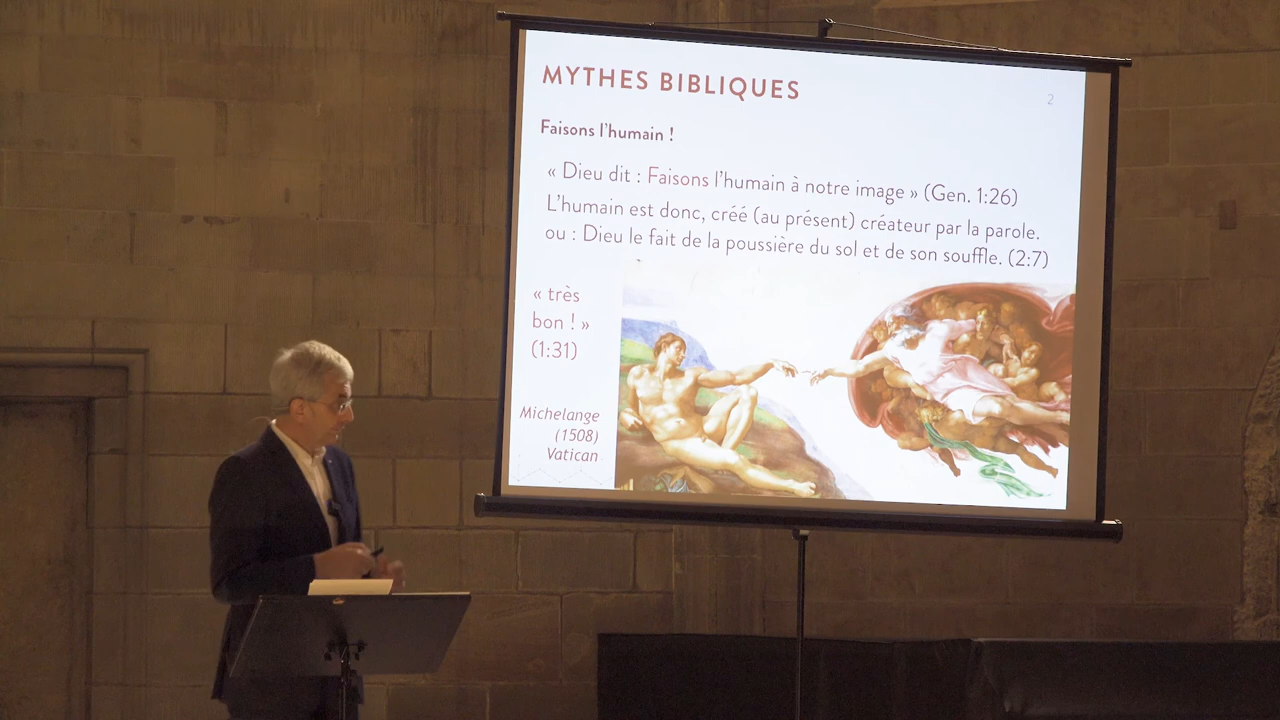 MYTHES BIBLIQUES
2
Faisons l'humain !
« Dieu dit : Faisons l'humain à notre image » (Gen. 1:26)
L'humain est donc, créé (au présent) créateur par la parole.
ou : Dieu le fait de la poussière du sol et de son souffle. (2:7)
« très
bon ! »
(1:31)
Michelange
(1508)
Vatican